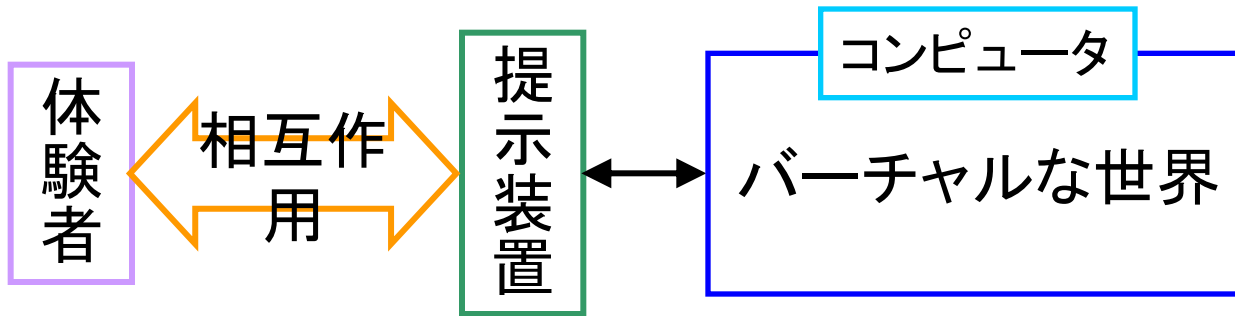 体
験
者
相互作
用
提
示
装
置
コンピュータ
バーチャルな世界